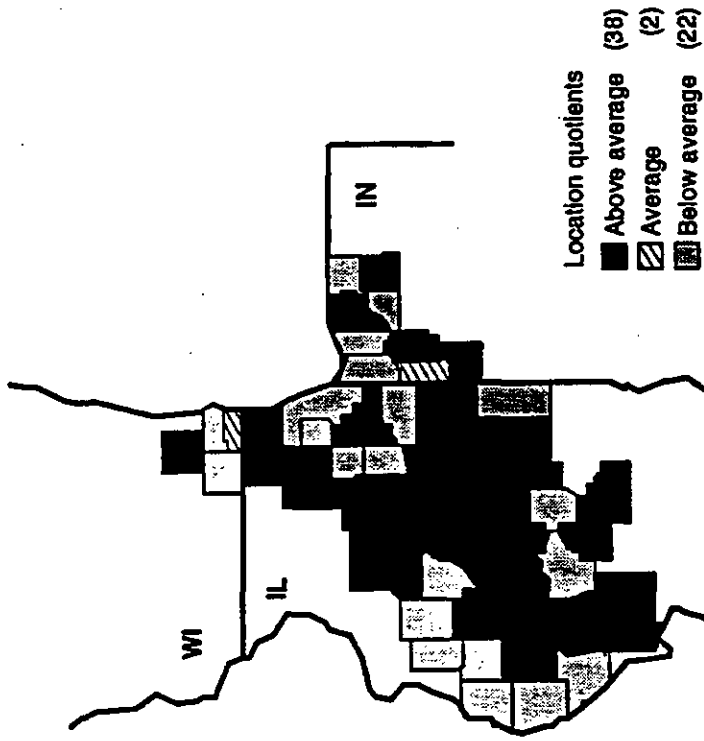 WI
IL
IN
Location quotients
Above average (38)
Average (2)
Below average (22)